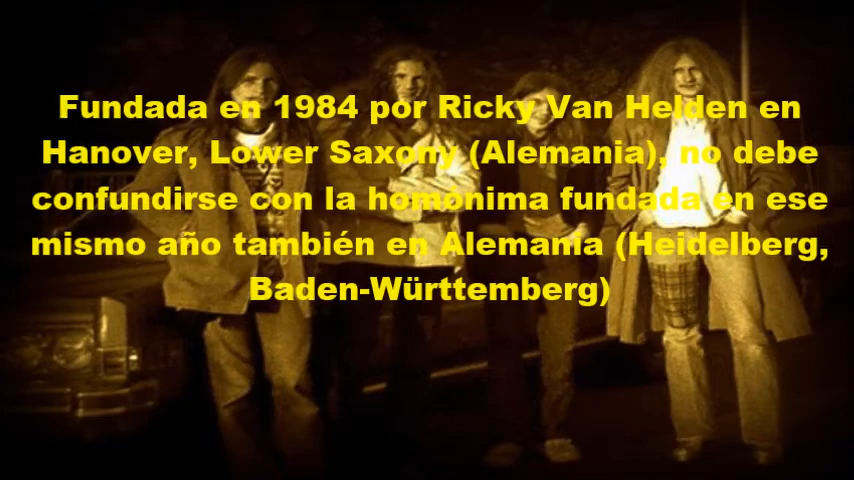 Fundada en 1984 por Ricky Van Helden en
Hanover, Lower Saxony (Alemania), no debe
confundirse con la homónima fundada en ese
mismo año también en Alemania (Heidelberg,
Baden-Württemberg)